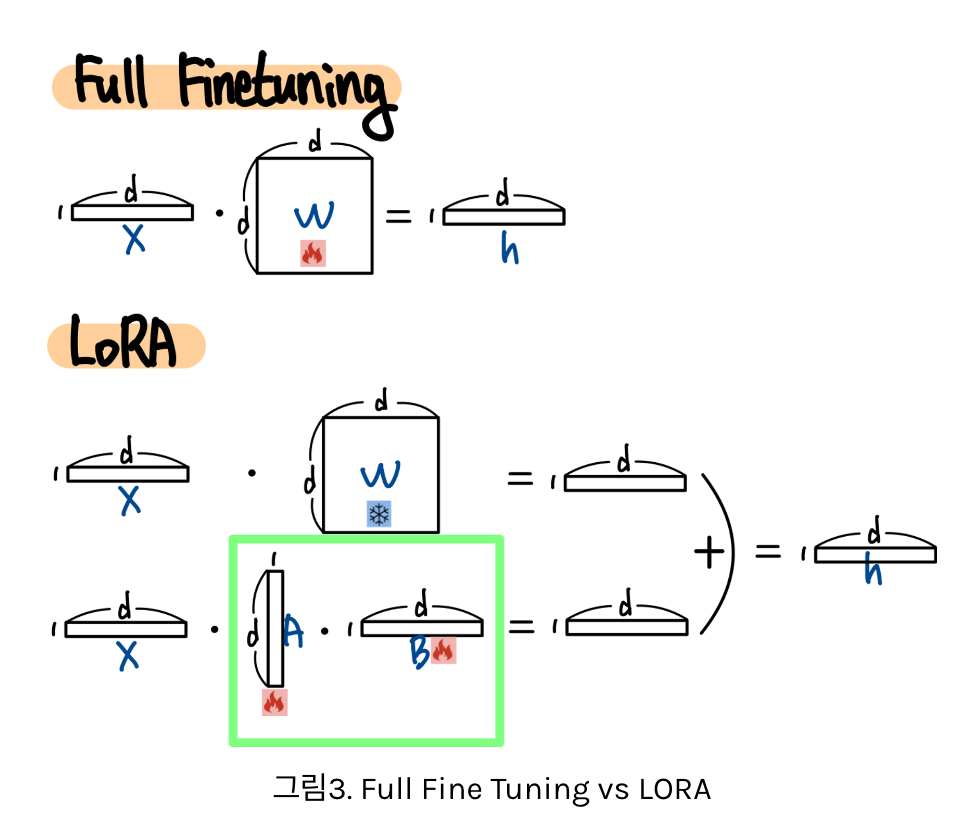 Full Finetuning
d
d
1 d · d W = 1 d
X h
LoRA
d
1 d · d W = 1 d
X
+ = 1 d
h
1
1 d · d A · 1 d = 1 d
X B
그림3. Full Fine Tuning vs LORA